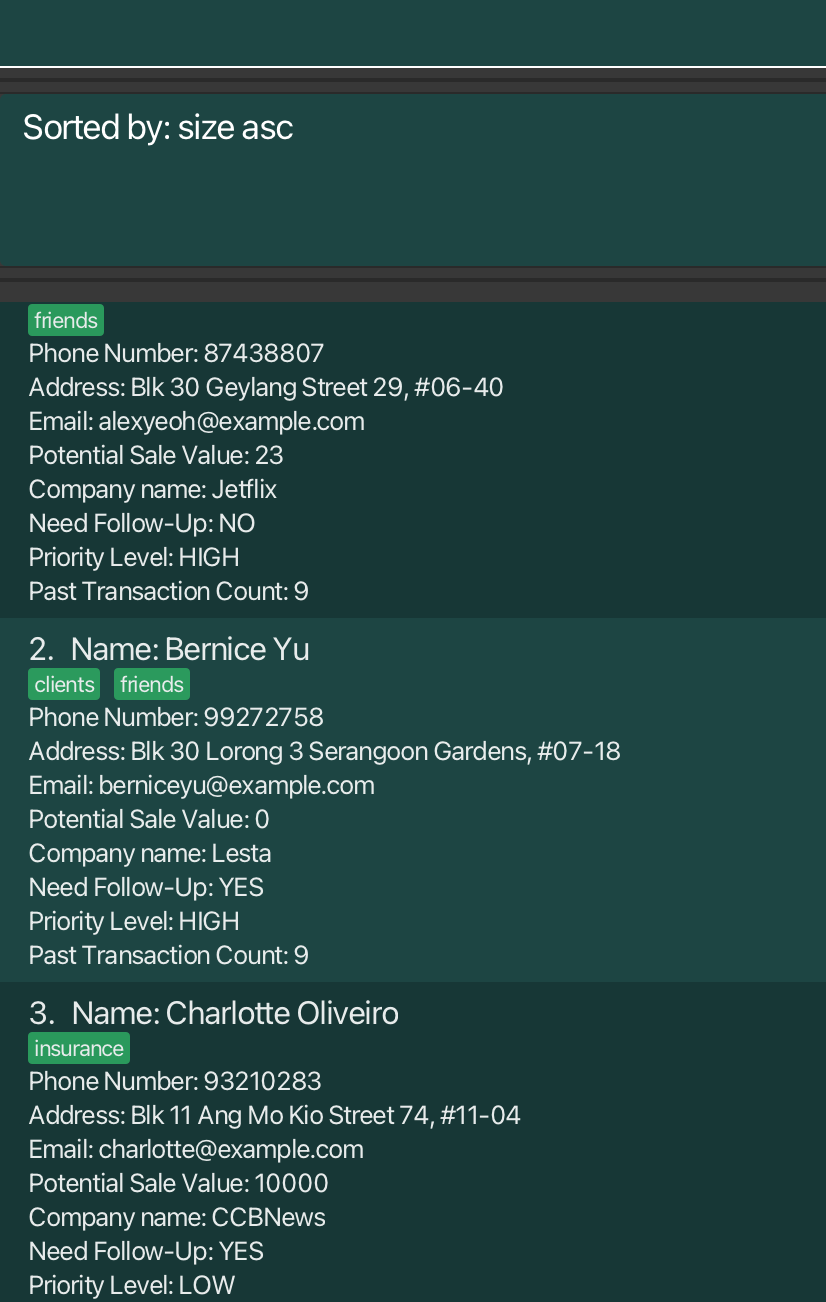 Sorted by: size asc
friends
Phone Number: 87438807
Address: Blk 30 Geylang Street 29, #06-40
Email: alexyeoh@example.com
Potential Sale Value: 23
Company name: Jetflix
Need Follow-Up: NO
Priority Level: HIGH
Past Transaction Count: 9
2. Name: Bernice Yu
clients friends
Phone Number: 99272758
Address: Blk 30 Lorong 3 Serangoon Gardens, #07-18
Email: berniceyu@example.com
Potential Sale Value: 0
Company name: Lesta
Need Follow-Up: YES
Priority Level: HIGH
Past Transaction Count: 9
3. Name: Charlotte Oliveiro
insurance
Phone Number: 93210283
Address: Blk 11 Ang Mo Kio Street 74, #11-04
Email: charlotte@example.com
Potential Sale Value: 10000
Company name: CCBNews
Need Follow-Up: YES
Priority Level: LOW